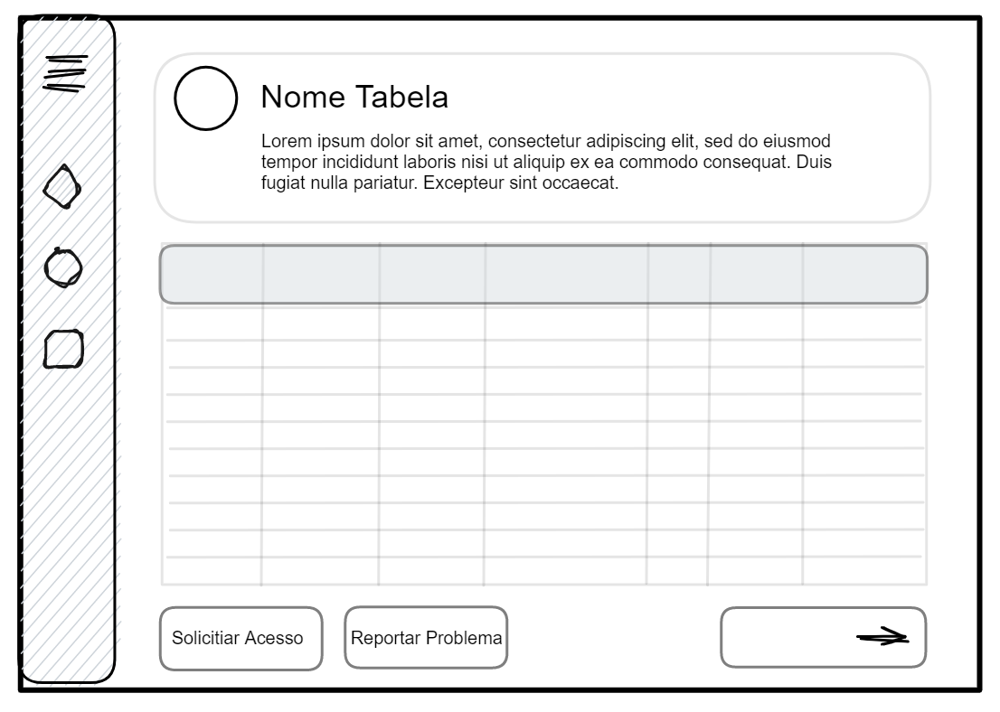 Nome Tabela
Lorem ipsum dolor sit amet, consectetur adipiscing elit, sed do eiusmod
tempor incididunt laboris nisi ut aliquip ex ea commodo consequat. Duis
fugiat nulla pariatur. Excepteur sint occaecat.
Solicitiar Acesso
Reportar Problema